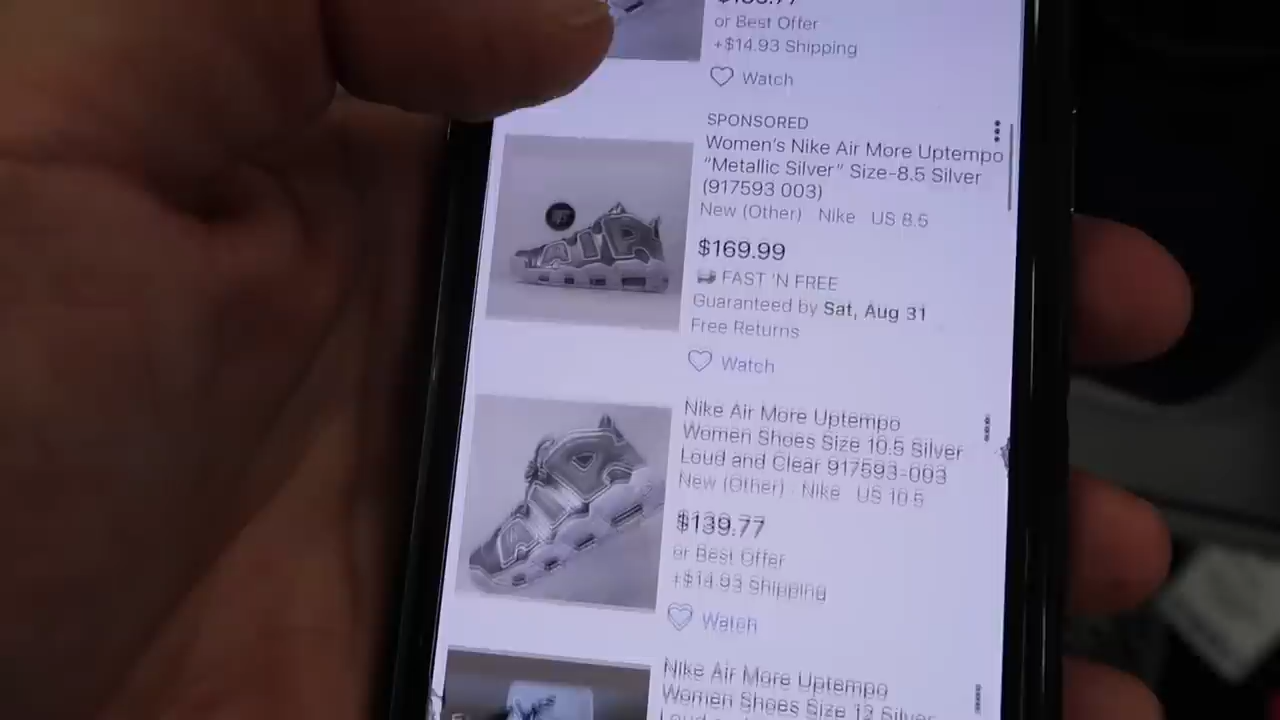 or Best Offer
+$14.93 Shipping
Watch
SPONSORED
Women's Nike Air More Uptempo
"Metallic Silver" Size-8.5 Silver
(917593 003)
New (Other) · Nike · US 8.5
$169.99
FAST 'N FREE
Guaranteed by Sat, Aug 31
Free Returns
Watch
AIR
Nike Air More Uptempo
Women Shoes Size 10.5 Silver
Loud and Clear 917593-003
New (Other) · Nike · US 10.5
$139.77
or Best Offer
+$14.93 Shipping
Watch
Nike Air More Uptempo
Women Shoes Size 12 Silver